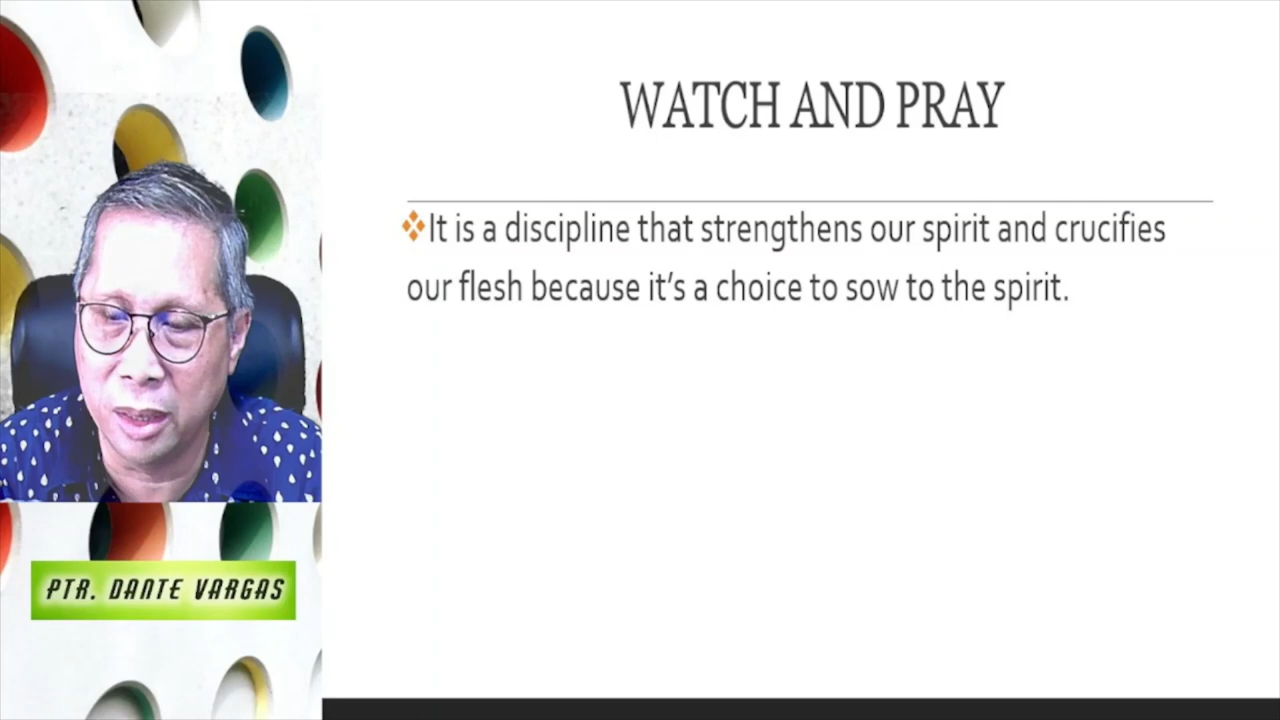 WATCH AND PRAY
It is a discipline that strengthens our spirit and crucifies
our flesh because it’s a choice to sow to the spirit.
PTR. DANTE VARGAS